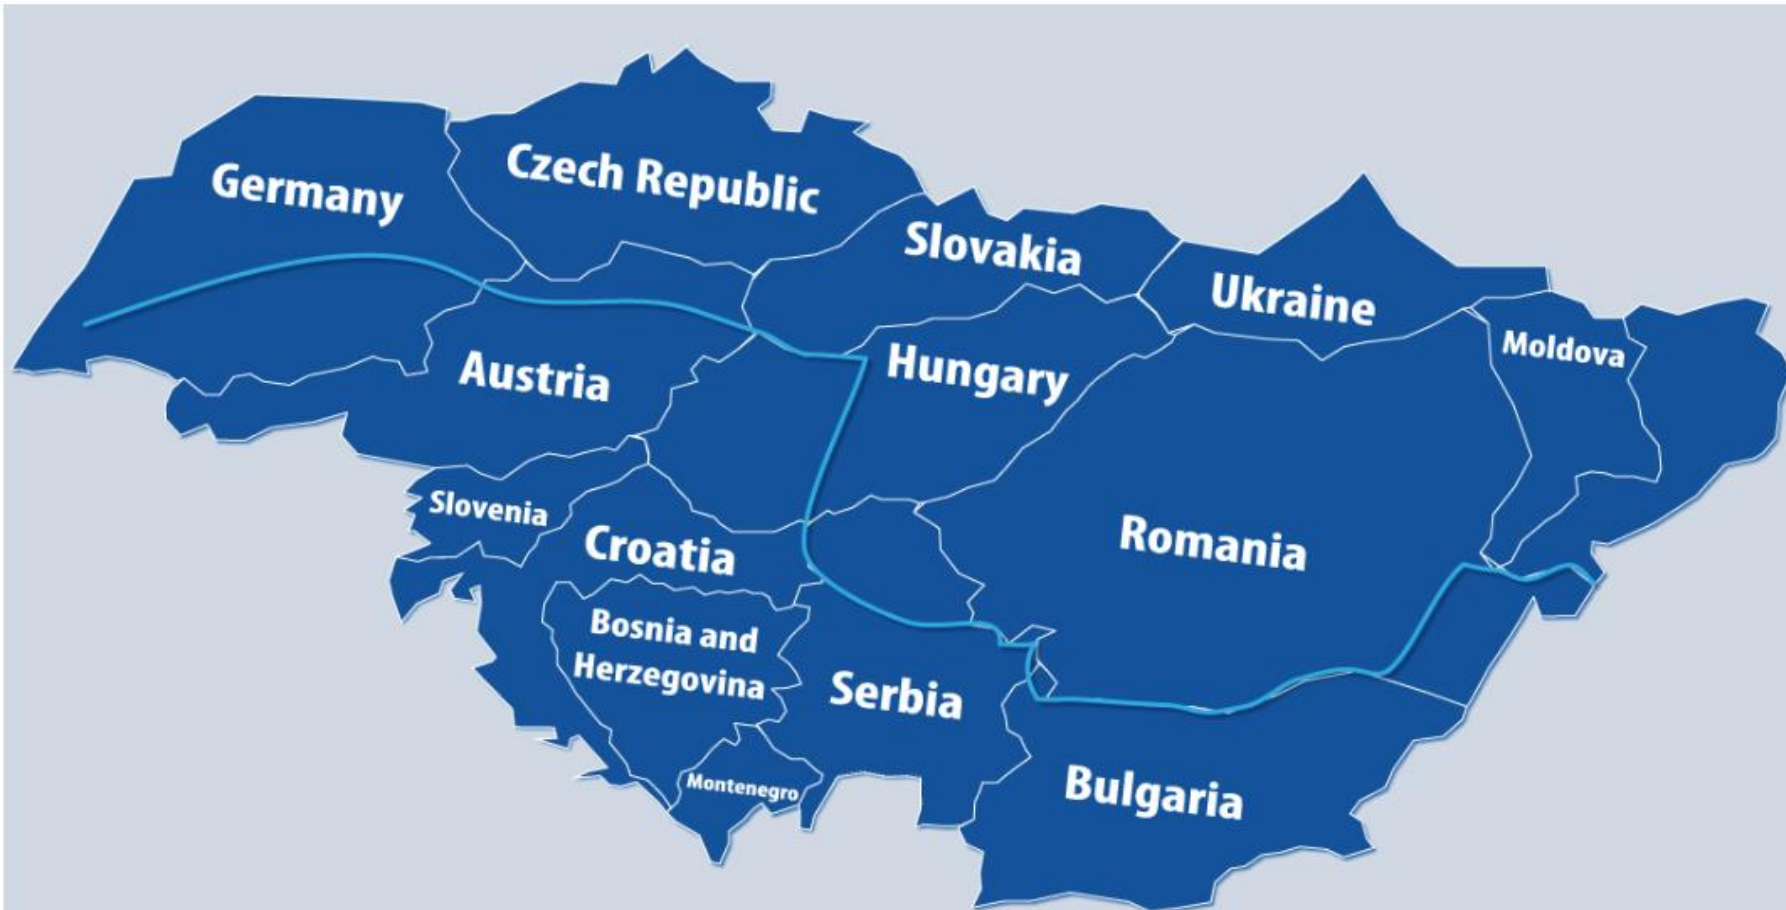 Germany
Czech Republic
Slovakia
Ukraine
Moldova
Austria
Hungary
Slovenia
Croatia
Romania
Bosnia and
Herzegovina
Serbia
Montenegro
Bulgaria